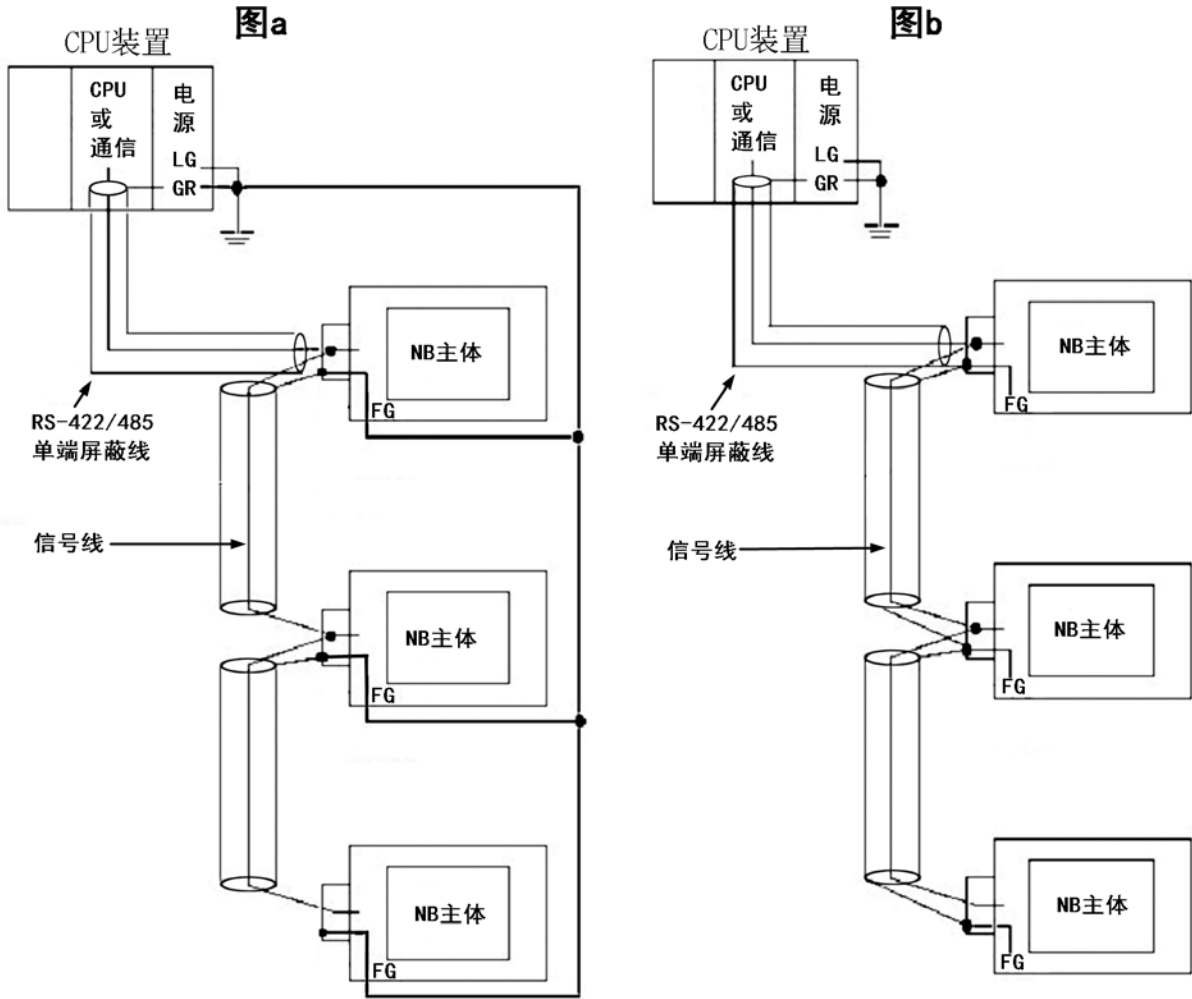 图a
CPU装置
CPU
或
通信
电
源
LG
GR
NB主体
FG
RS-422/485
单端屏蔽线
信号线
NB主体
FG
NB主体
FG
图b
CPU装置
CPU
或
通信
电
源
LG
GR
NB主体
FG
RS-422/485
单端屏蔽线
信号线
NB主体
FG
NB主体
FG